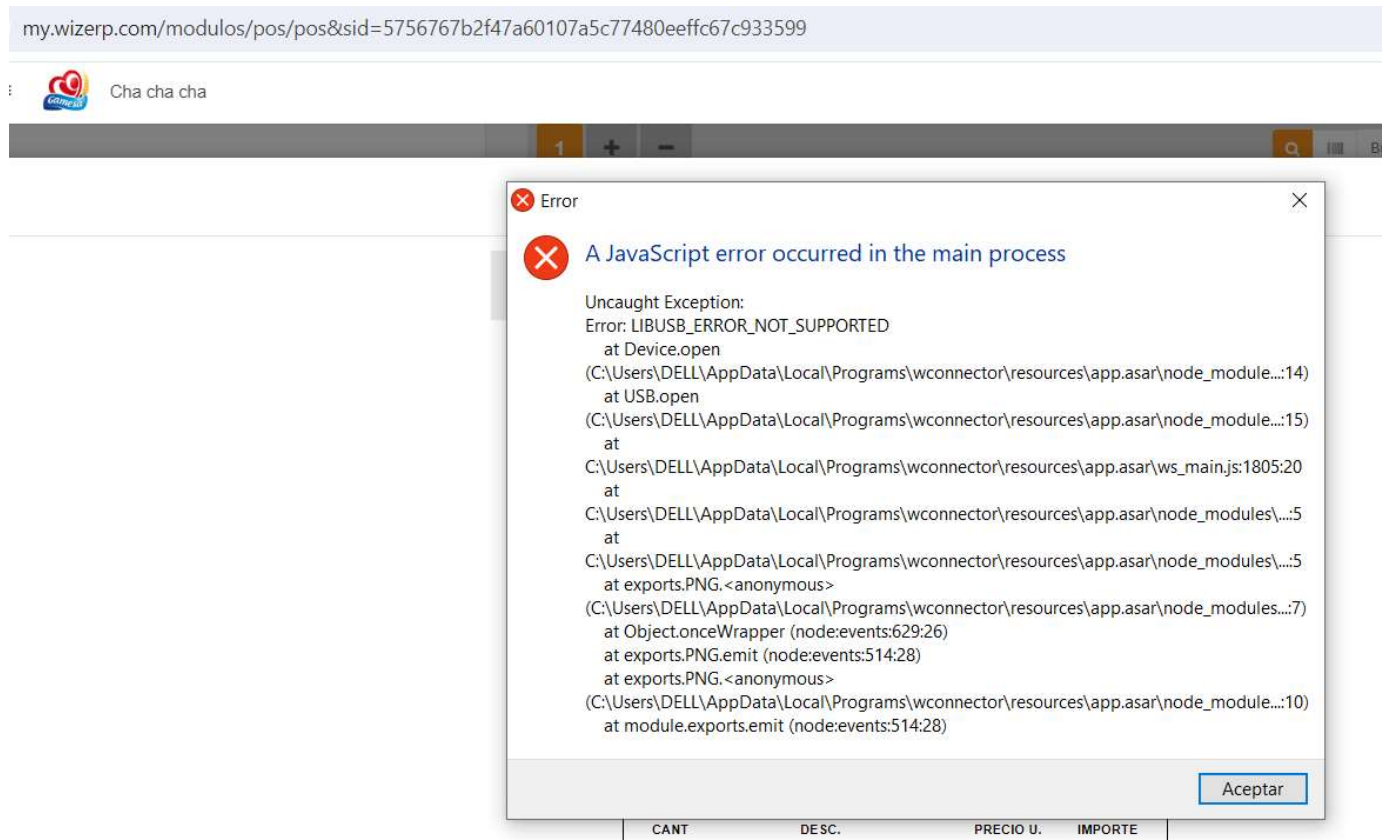 my.wizerp.com/modulos/pos/pos&sid=5756767b2f47a60107a5c77480eeffc67c933599
Gamesa
Cha cha cha
1 + −
Error
A JavaScript error occurred in the main process
Uncaught Exception:
Error: LIBUSB_ERROR_NOT_SUPPORTED
at Device.open
(C:\Users\DELL\AppData\Local\Programs\wconnector\resources\app.asar\node_module...:14)
at USB.open
(C:\Users\DELL\AppData\Local\Programs\wconnector\resources\app.asar\node_module...:15)
at
C:\Users\DELL\AppData\Local\Programs\wconnector\resources\app.asar\ws_main.js:1805:20
at
C:\Users\DELL\AppData\Local\Programs\wconnector\resources\app.asar\node_modules\...:5
at
C:\Users\DELL\AppData\Local\Programs\wconnector\resources\app.asar\node_modules\...:5
at exports.PNG.<anonymous>
(C:\Users\DELL\AppData\Local\Programs\wconnector\resources\app.asar\node_modules...:7)
at Object.onceWrapper (node:events:629:26)
at exports.PNG.emit (node:events:514:28)
at exports.PNG.<anonymous>
(C:\Users\DELL\AppData\Local\Programs\wconnector\resources\app.asar\node_module...:10)
at module.exports.emit (node:events:514:28)
Aceptar
CANT DESC. PRECIO U. IMPORTE